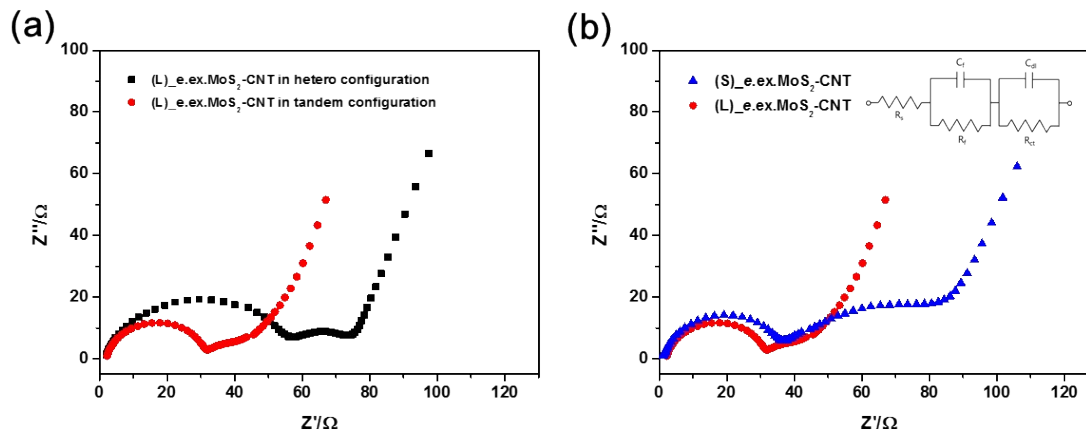 (a)
100
80
60
40
20
0
Z''/Ω
0 20 40 60 80 100 120
Z'/Ω
(L)_e.ex.MoS₂-CNT in hetero configuration
(L)_e.ex.MoS₂-CNT in tandem configuration
(b)
100
80
60
40
20
0
Z''/Ω
0 20 40 60 80 100 120
Z'/Ω
(S)_e.ex.MoS₂-CNT
(L)_e.ex.MoS₂-CNT
Cf
Cdl
Rs
Rf
Rct